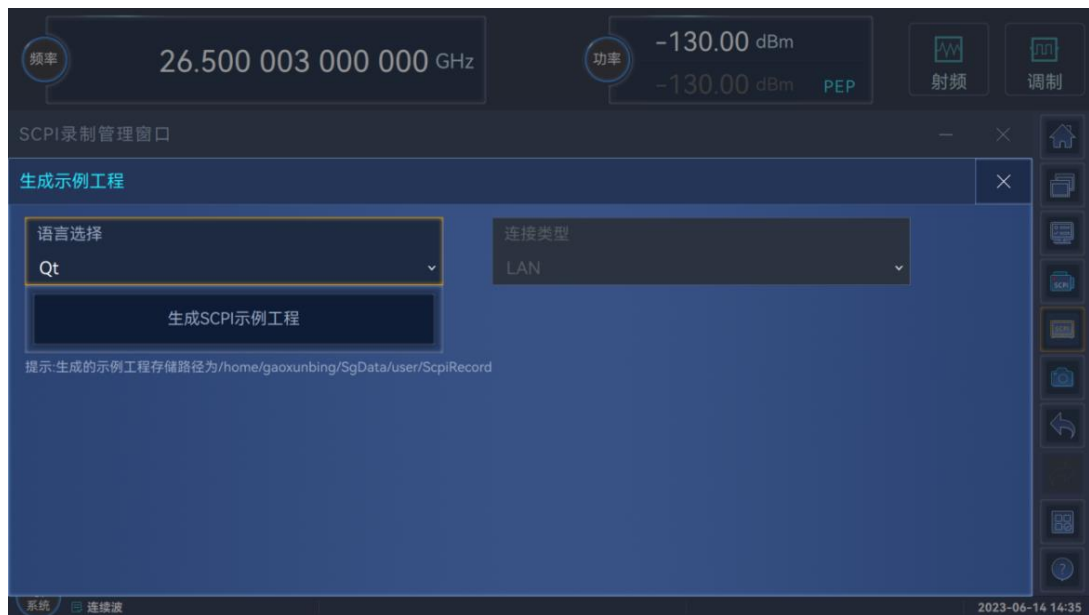 频率
26.500 003 000 000 GHz
功率
-130.00 dBm
-130.00 dBm PEP
射频
调制
SCPI录制管理窗口
生成示例工程
语言选择
Qt
连接类型
LAN
生成SCPI示例工程
提示:生成的示例工程存储路径为/home/gaoxunbing/SgData/user/ScpiRecord
SCPI
SCPI
系统
连续波
2023-06-14 14:35